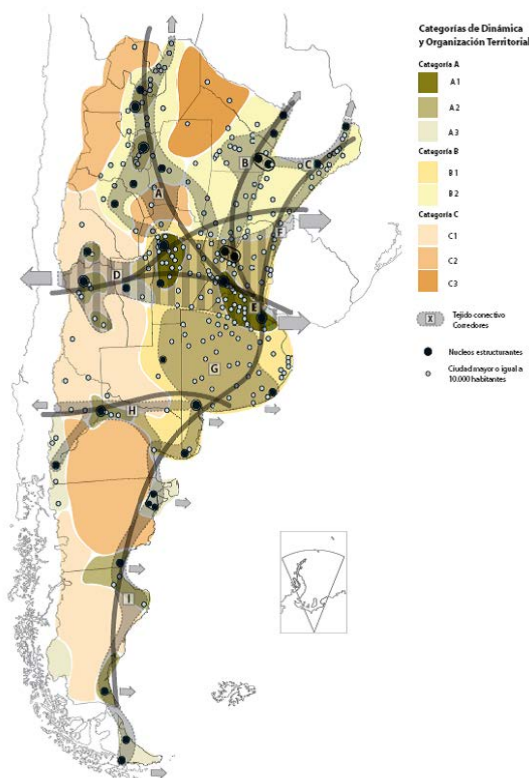 Categorías de Dinámica
y Organización Territorial
Categoría A
A 1
A 2
A 3
Categoría B
B 1
B 2
Categoría C
C1
C2
C3
X
Tejido conectivo
Corredores
Nucleos estructurantes
Ciudad mayor o igual a
10.000 habitantes
A
B
C
F
D
E
G
H
I